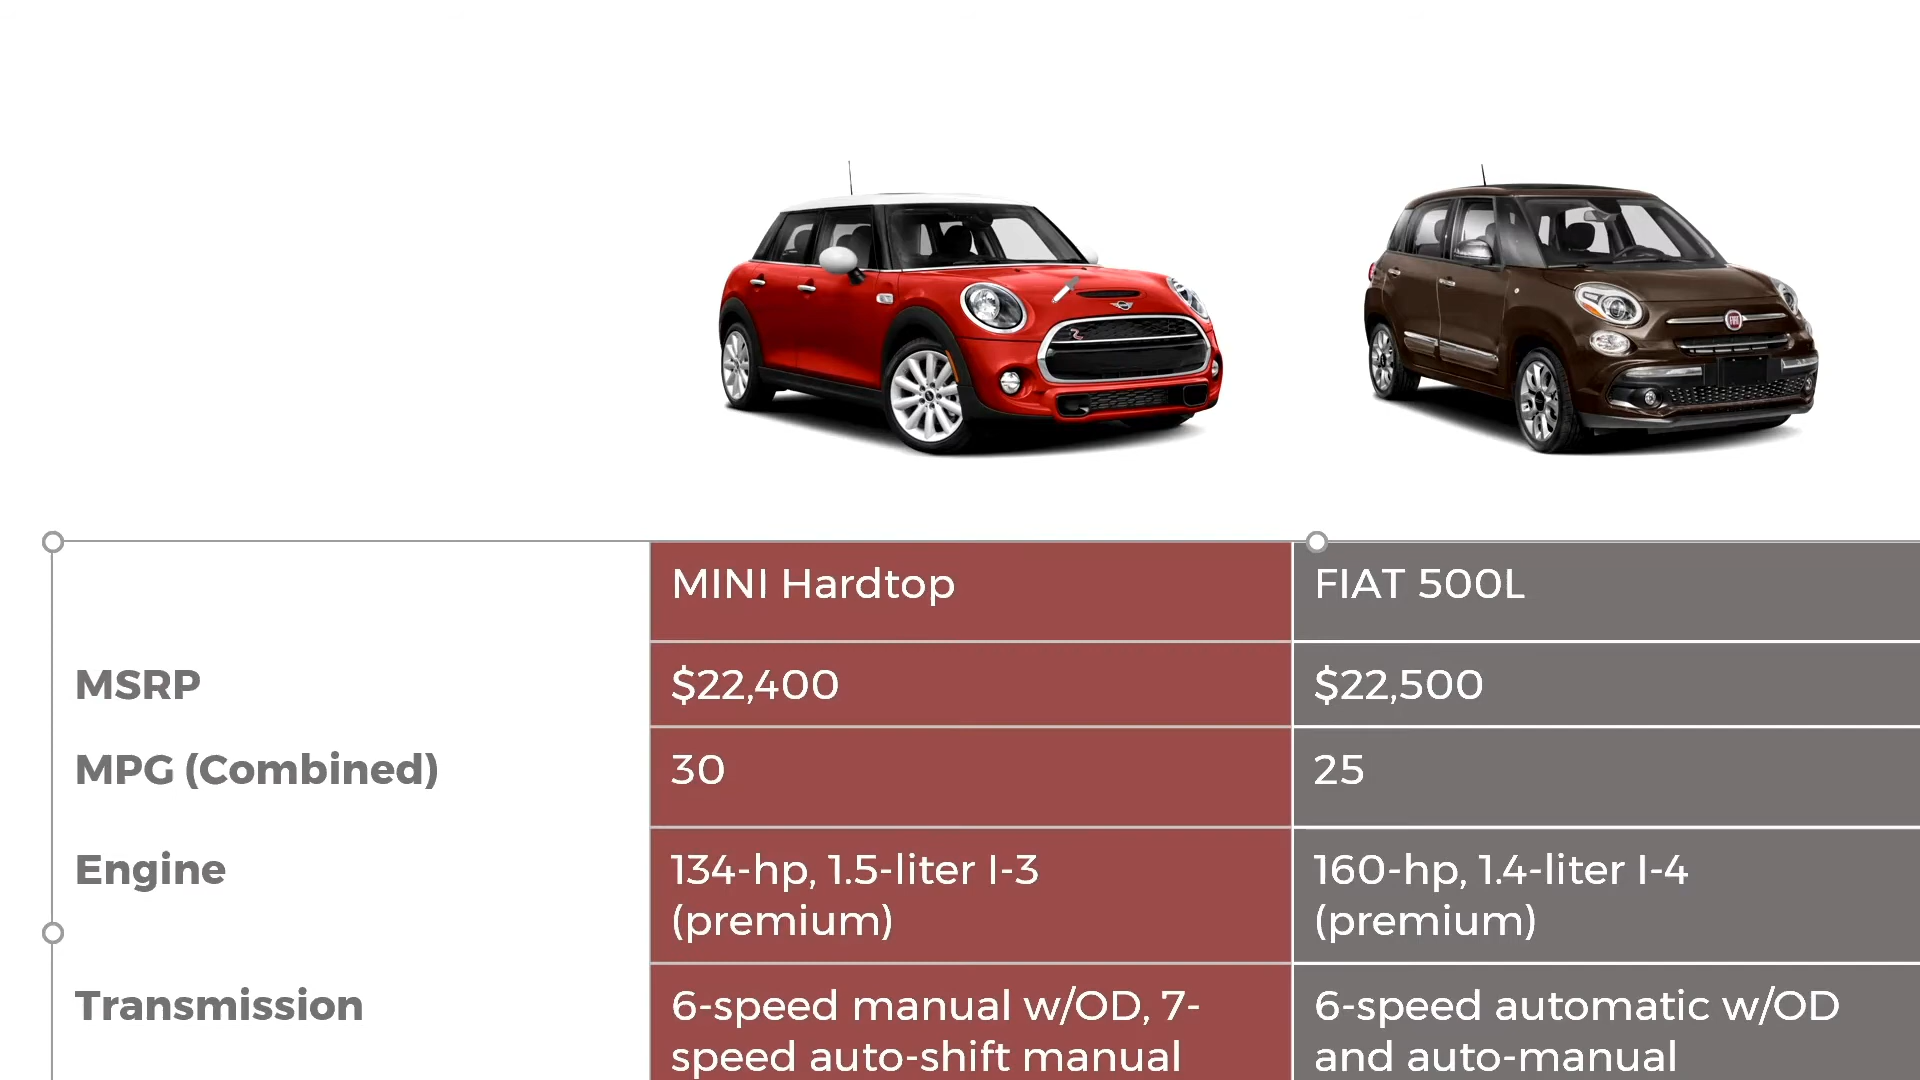 MINI Hardtop FIAT 500L
MSRP $22,400 $22,500
MPG (Combined) 30 25
Engine 134-hp, 1.5-liter I-3 160-hp, 1.4-liter I-4
(premium) (premium)
Transmission 6-speed manual w/OD, 7- 6-speed automatic w/OD
speed auto-shift manual and auto-manual